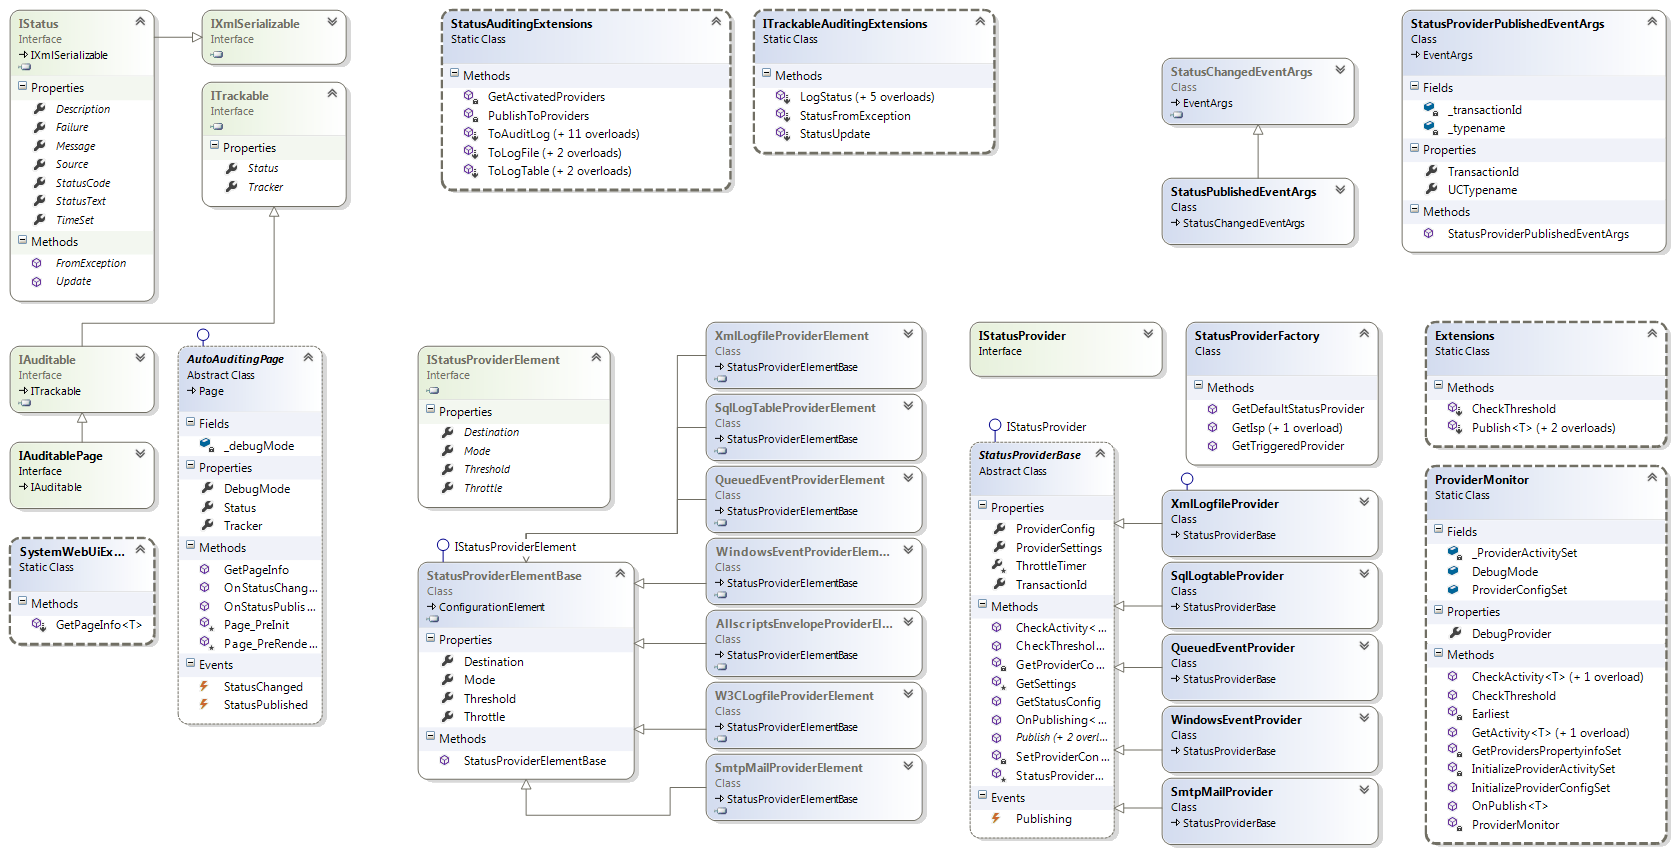 IStatus
Interface
IXmlSerializable
Properties
Description
Failure
Message
Source
StatusCode
StatusText
TimeSet
Methods
FromException
Update
IXmlSerializable
Interface
ITrackable
Interface
Properties
Status
Tracker
StatusAuditingExtensions
Static Class
Methods
GetActivatedProviders
PublishToProviders
ToAuditLog (+ 11 overloads)
ToLogFile (+ 2 overloads)
ToLogTable (+ 2 overloads)
ITrackableAuditingExtensions
Static Class
Methods
LogStatus (+ 5 overloads)
StatusFromException
StatusUpdate
StatusChangedEventArgs
Class
EventArgs
StatusPublishedEventArgs
Class
StatusChangedEventArgs
StatusProviderPublishedEventArgs
Class
EventArgs
Fields
_transactionId
_typename
Properties
TransactionId
UCTypename
Methods
StatusProviderPublishedEventArgs
IAuditable
Interface
ITrackable
IAuditablePage
Interface
IAuditable
SystemWebUiEx...
Static Class
Methods
GetPageInfo<T>
AutoAuditingPage
Abstract Class
Page
Fields
_debugMode
Properties
DebugMode
Status
Tracker
Methods
GetPageInfo
OnStatusChang...
OnStatusPublis...
Page_PreInit
Page_PreRende...
Events
StatusChanged
StatusPublished
IStatusProviderElement
Interface
Properties
Destination
Mode
Threshold
Throttle
IStatusProviderElement
StatusProviderElementBase
Class
ConfigurationElement
Properties
Destination
Mode
Threshold
Throttle
Methods
StatusProviderElementBase
XmlLogfileProviderElement
Class
StatusProviderElementBase
SqlLogTableProviderElement
Class
StatusProviderElementBase
QueuedEventProviderElement
Class
StatusProviderElementBase
WindowsEventProviderElem...
Class
StatusProviderElementBase
AllscriptsEnvelopeProviderEl...
Class
StatusProviderElementBase
W3CLogfileProviderElement
Class
StatusProviderElementBase
SmtpMailProviderElement
Class
StatusProviderElementBase
IStatusProvider
Interface
IStatusProvider
StatusProviderBase
Abstract Class
Properties
ProviderConfig
ProviderSettings
ThrottleTimer
TransactionId
Methods
CheckActivity< ...
CheckThreshol...
GetProviderCo...
GetSettings
GetStatusConfig
OnPublishing< ...
Publish (+ 2 overl...
SetProviderCon...
StatusProvider...
Events
Publishing
StatusProviderFactory
Class
Methods
GetDefaultStatusProvider
GetIsp (+ 1 overload)
GetTriggeredProvider
XmlLogfileProvider
Class
StatusProviderBase
SqlLogtableProvider
Class
StatusProviderBase
QueuedEventProvider
Class
StatusProviderBase
WindowsEventProvider
Class
StatusProviderBase
SmtpMailProvider
Class
StatusProviderBase
Extensions
Static Class
Methods
CheckThreshold
Publish<T> (+ 2 overloads)
ProviderMonitor
Static Class
Fields
_ProviderActivitySet
DebugMode
ProviderConfigSet
Properties
DebugProvider
Methods
CheckActivity<T> (+ 1 overload)
CheckThreshold
Earliest
GetActivity<T> (+ 1 overload)
GetProvidersPropertyinfoSet
InitializeProviderActivitySet
InitializeProviderConfigSet
OnPublish<T>
ProviderMonitor